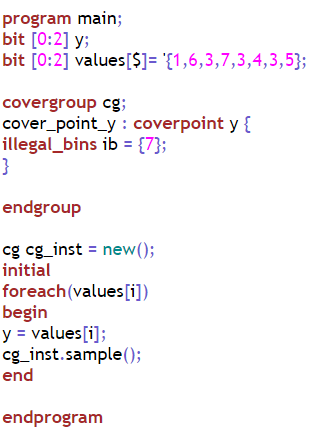 program main;
bit [0:2] y;
bit [0:2] values[$]= '{1,6,3,7,3,4,3,5};
covergroup cg;
cover_point_y : coverpoint y {
illegal_bins ib = {7};
}
endgroup
cg cg_inst = new();
initial
foreach(values[i])
begin
y = values[i];
cg_inst.sample();
end
endprogram